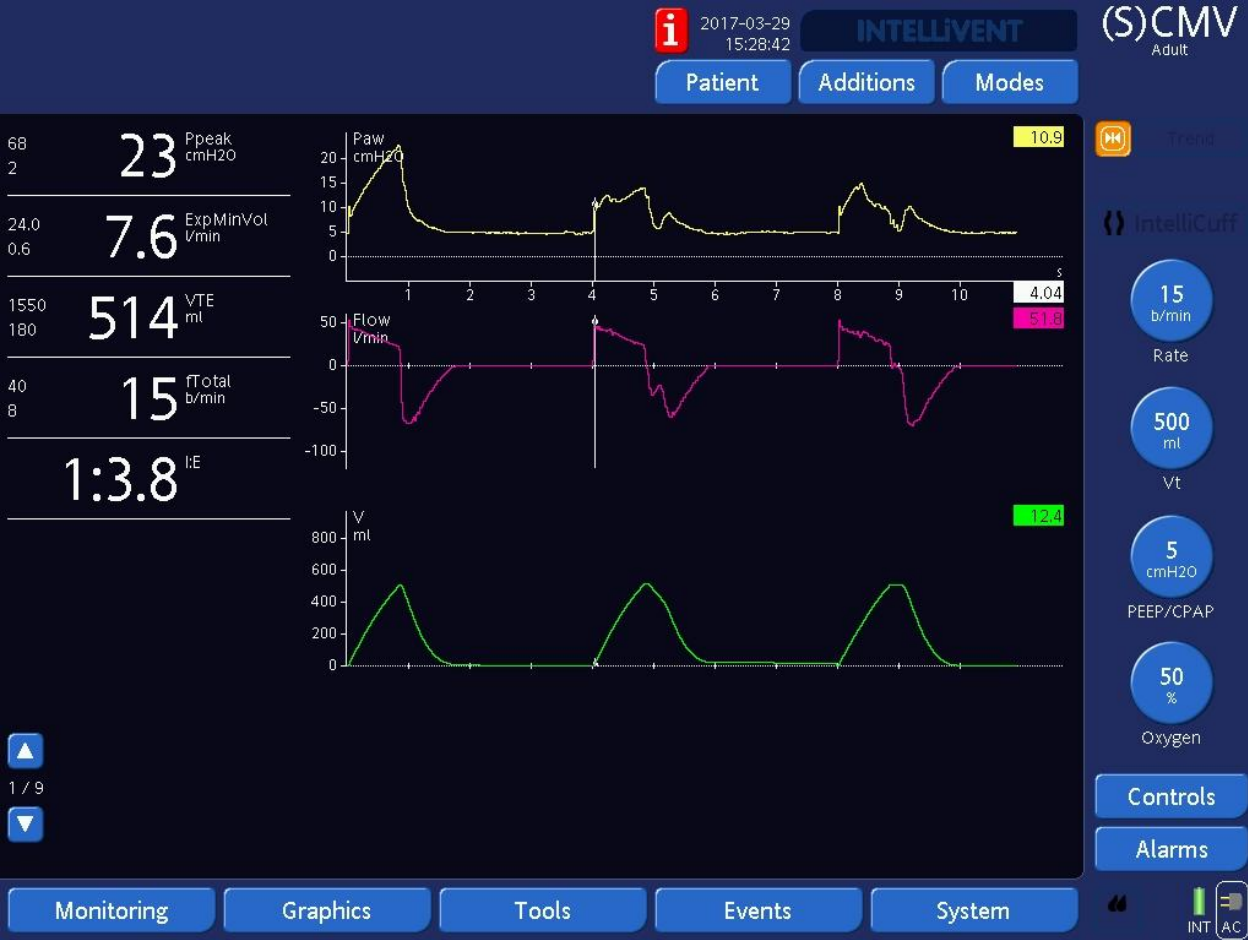 i
2017-03-29
15:28:42
INTELLiVENT
(S)CMV
Adult
Patient
Additions
Modes
68
2
23
Ppeak
cmH2O
24.0
0.6
7.6
ExpMinVol
l/min
1550
180
514
VTE
ml
40
8
15
fTotal
b/min
1:3.8
I:E
1 / 9
Paw
cmH2O
10.9
20
15
10
5
0
s
1 2 3 4 5 6 7 8 9 10
4.04
Flow
l/min
51.8
50
0
-50
-100
V
ml
12.4
800
600
400
200
0
Trend
IntelliCuff
15
b/min
Rate
500
ml
Vt
5
cmH2O
PEEP/CPAP
50
%
Oxygen
Controls
Alarms
Monitoring
Graphics
Tools
Events
System
INT
AC